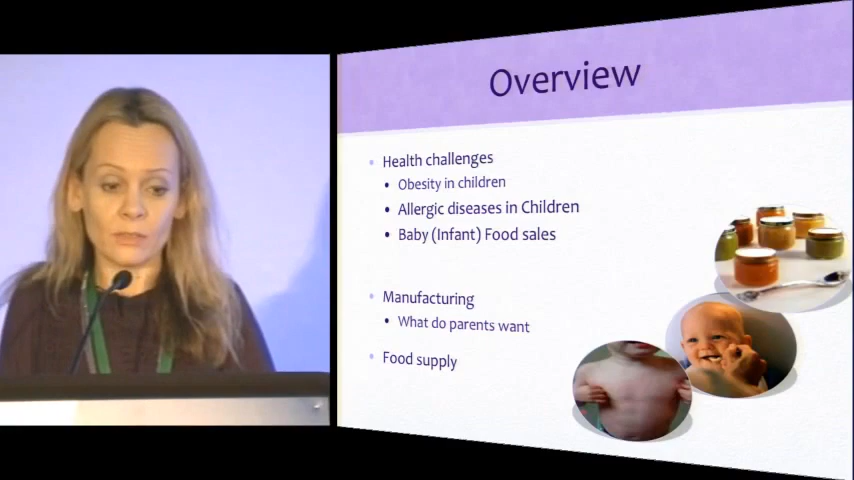 Overview
Health challenges
Obesity in children
Allergic diseases in Children
Baby (Infant) Food sales
Manufacturing
What do parents want
Food supply